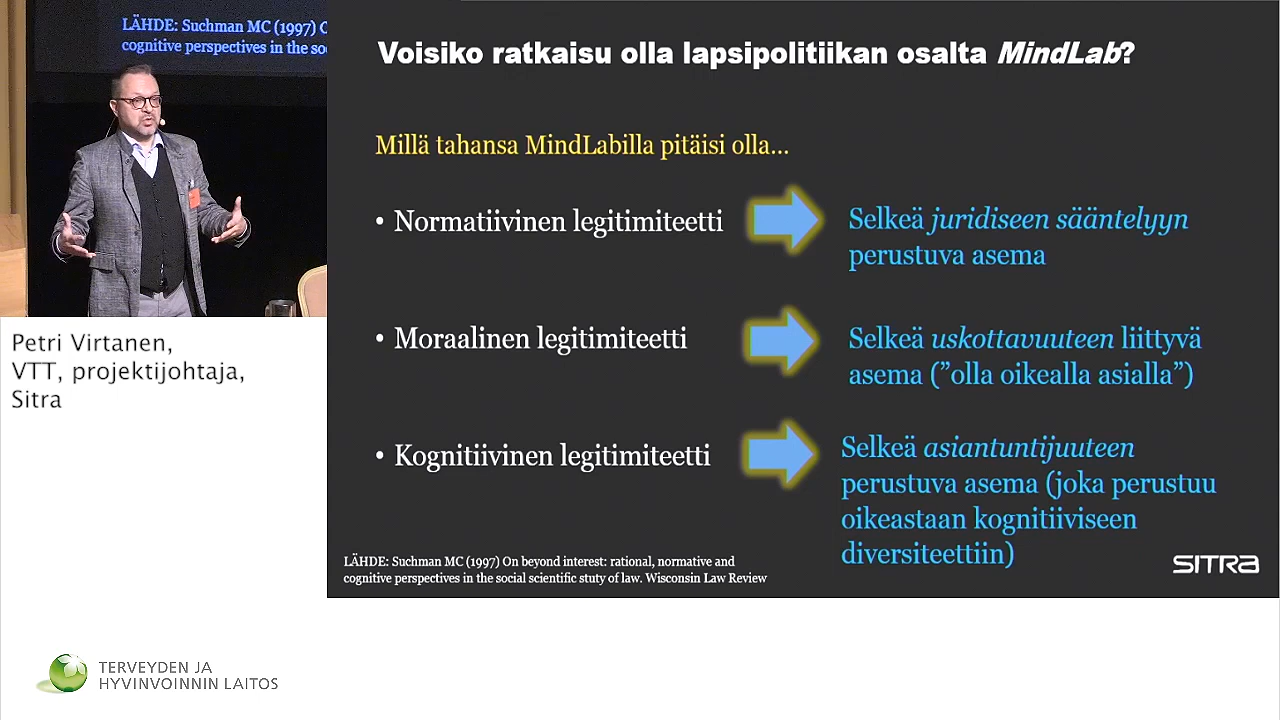 LÄHDE: Suchman MC (1997) O
cognitive perspectives in the so
Voisiko ratkaisu olla lapsipolitiikan osalta MindLab?
Millä tahansa MindLabilla pitäisi olla...
• Normatiivinen legitimiteetti
Selkeä juridiseen sääntelyyn
perustuva asema
• Moraalinen legitimiteetti
Selkeä uskottavuuteen liittyvä
asema (”olla oikealla asialla”)
• Kognitiivinen legitimiteetti
Selkeä asiantuntijuuteen
perustuva asema (joka perustuu
oikeastaan kognitiiviseen
diversiteettiin)
LÄHDE: Suchman MC (1997) On beyond interest: rational, normative and
cognitive perspectives in the social scientific stuty of law. Wisconsin Law Review
SITRA
Petri Virtanen,
VTT, projektijohtaja,
Sitra
TERVEYDEN JA
HYVINVOINNIN LAITOS